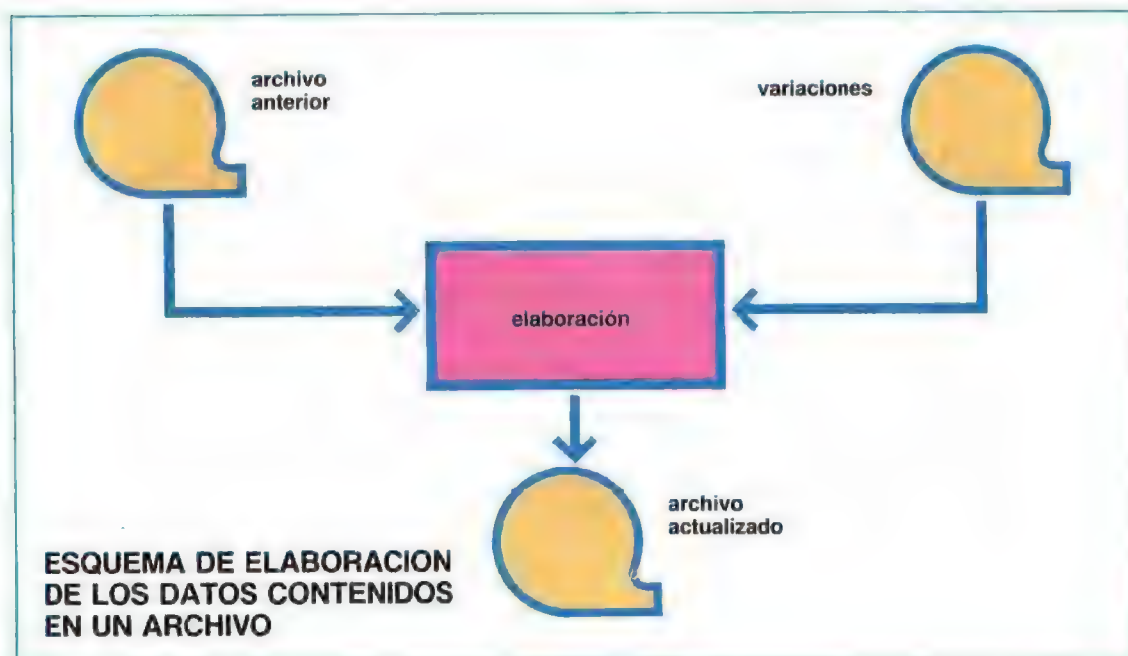 archivo
anterior
variaciones
elaboración
archivo
actualizado
ESQUEMA DE ELABORACION
DE LOS DATOS CONTENIDOS
EN UN ARCHIVO